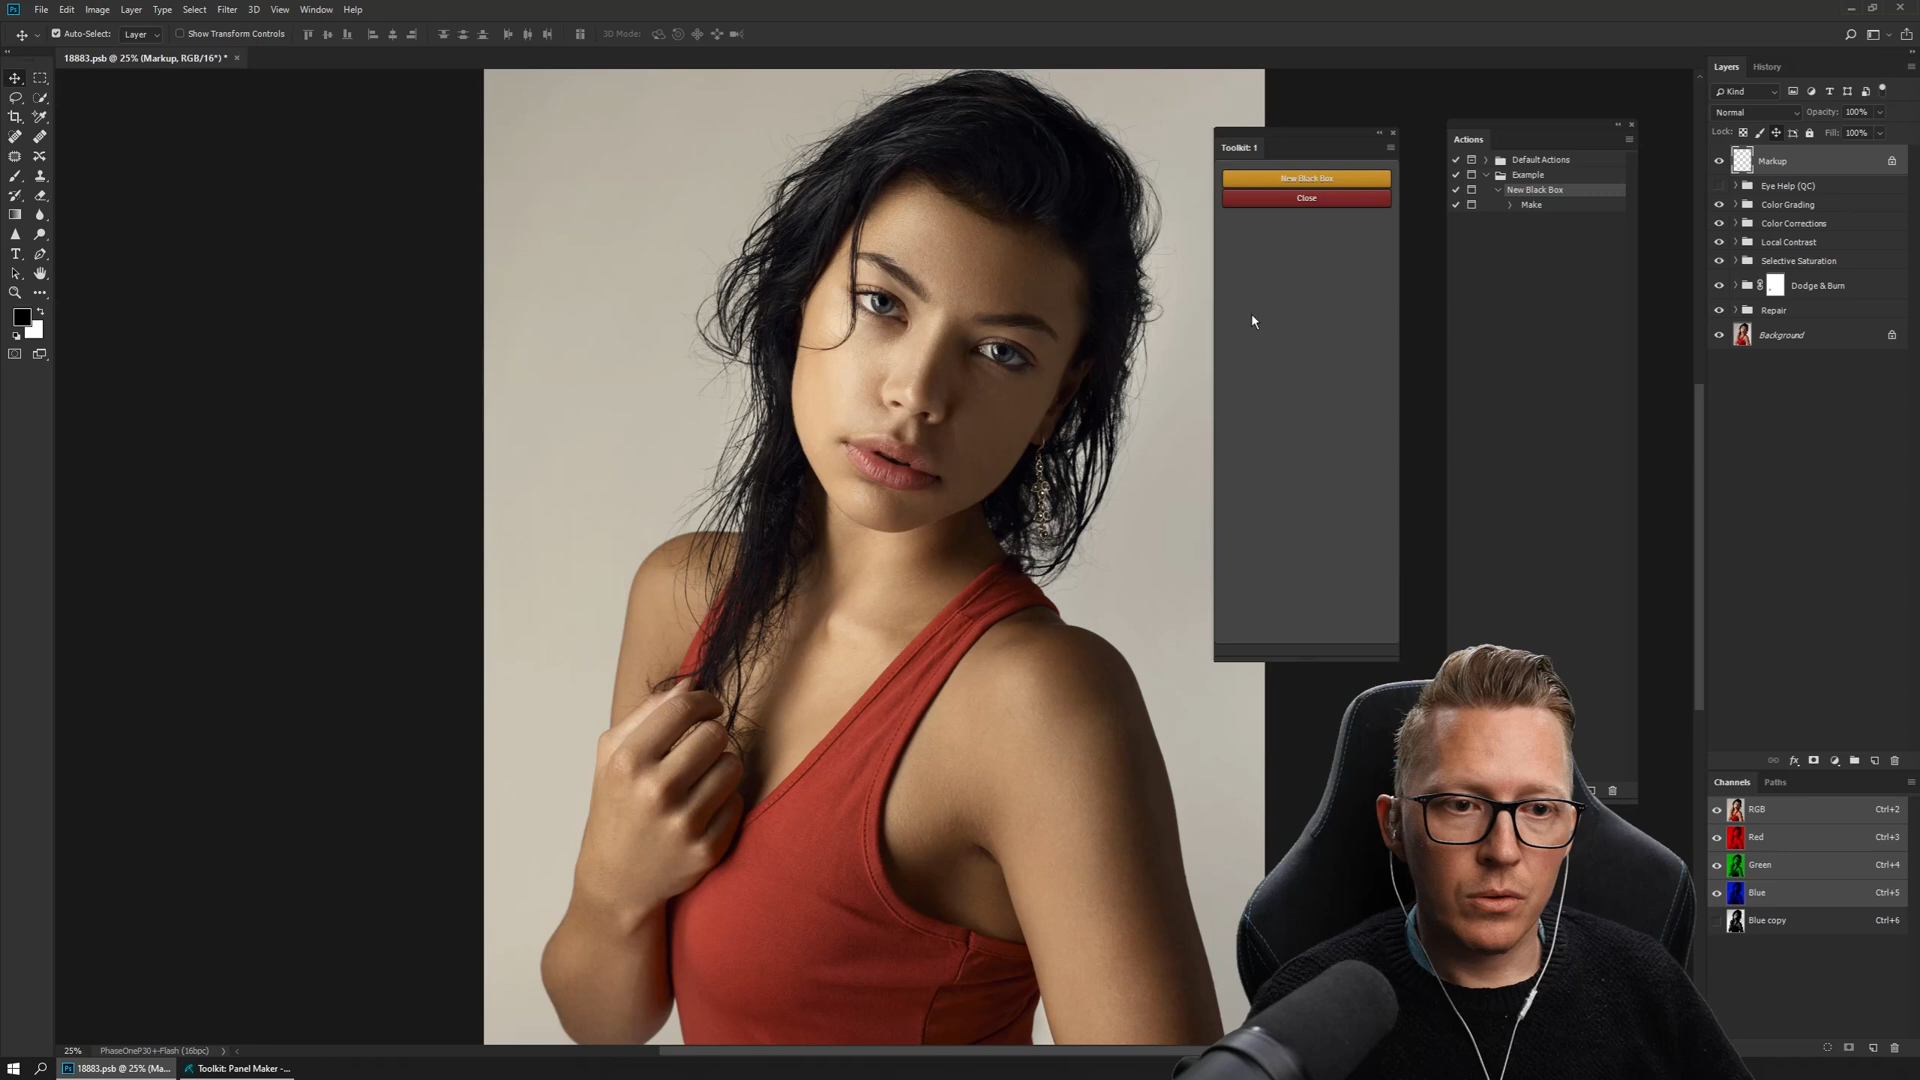 Ps File Edit Image Layer Type Select Filter 3D View Window Help
Auto-Select: Layer Show Transform Controls 3D Mode:
18883.psb @ 25% (Markup, RGB/16*) * ×
Toolkit: 1
New Black Box
Close
Actions
Default Actions
Example
New Black Box
Make
Layers History
Kind
Normal Opacity: 100%
Lock: Fill: 100%
Markup
Eye Help (QC)
Color Grading
Color Corrections
Local Contrast
Selective Saturation
Dodge & Burn
Repair
Background
fx
Channels Paths
RGB Ctrl+2
Red Ctrl+3
Green Ctrl+4
Blue Ctrl+5
Blue copy Ctrl+6
25% PhaseOneP30+-Flash (16bpc)
Ps 18883.psb @ 25% (Ma... Toolkit: Panel Maker -...